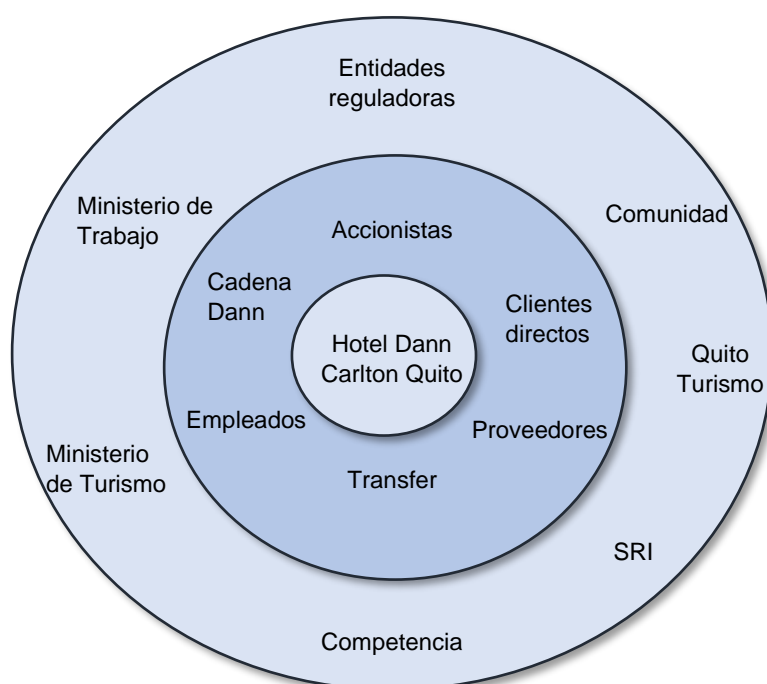 Entidades
reguladoras
Ministerio de
Trabajo
Comunidad
Accionistas
Cadena
Dann
Clientes
directos
Hotel Dann
Carlton Quito
Quito
Turismo
Empleados
Proveedores
Ministerio
de Turismo
Transfer
SRI
Competencia